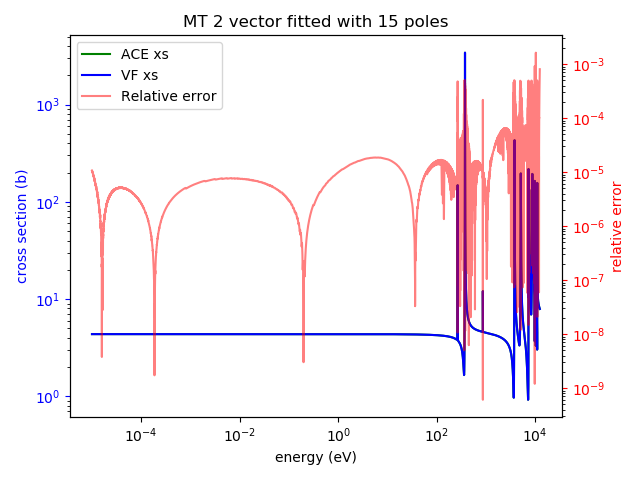 MT 2 vector fitted with 15 poles
ACE xs
VF xs
Relative error
cross section (b)
10³
10²
10¹
10⁰
10⁻³
10⁻⁴
10⁻⁵
10⁻⁶
10⁻⁷
10⁻⁸
10⁻⁹
relative error
10⁻⁴ 10⁻² 10⁰ 10² 10⁴
energy (eV)